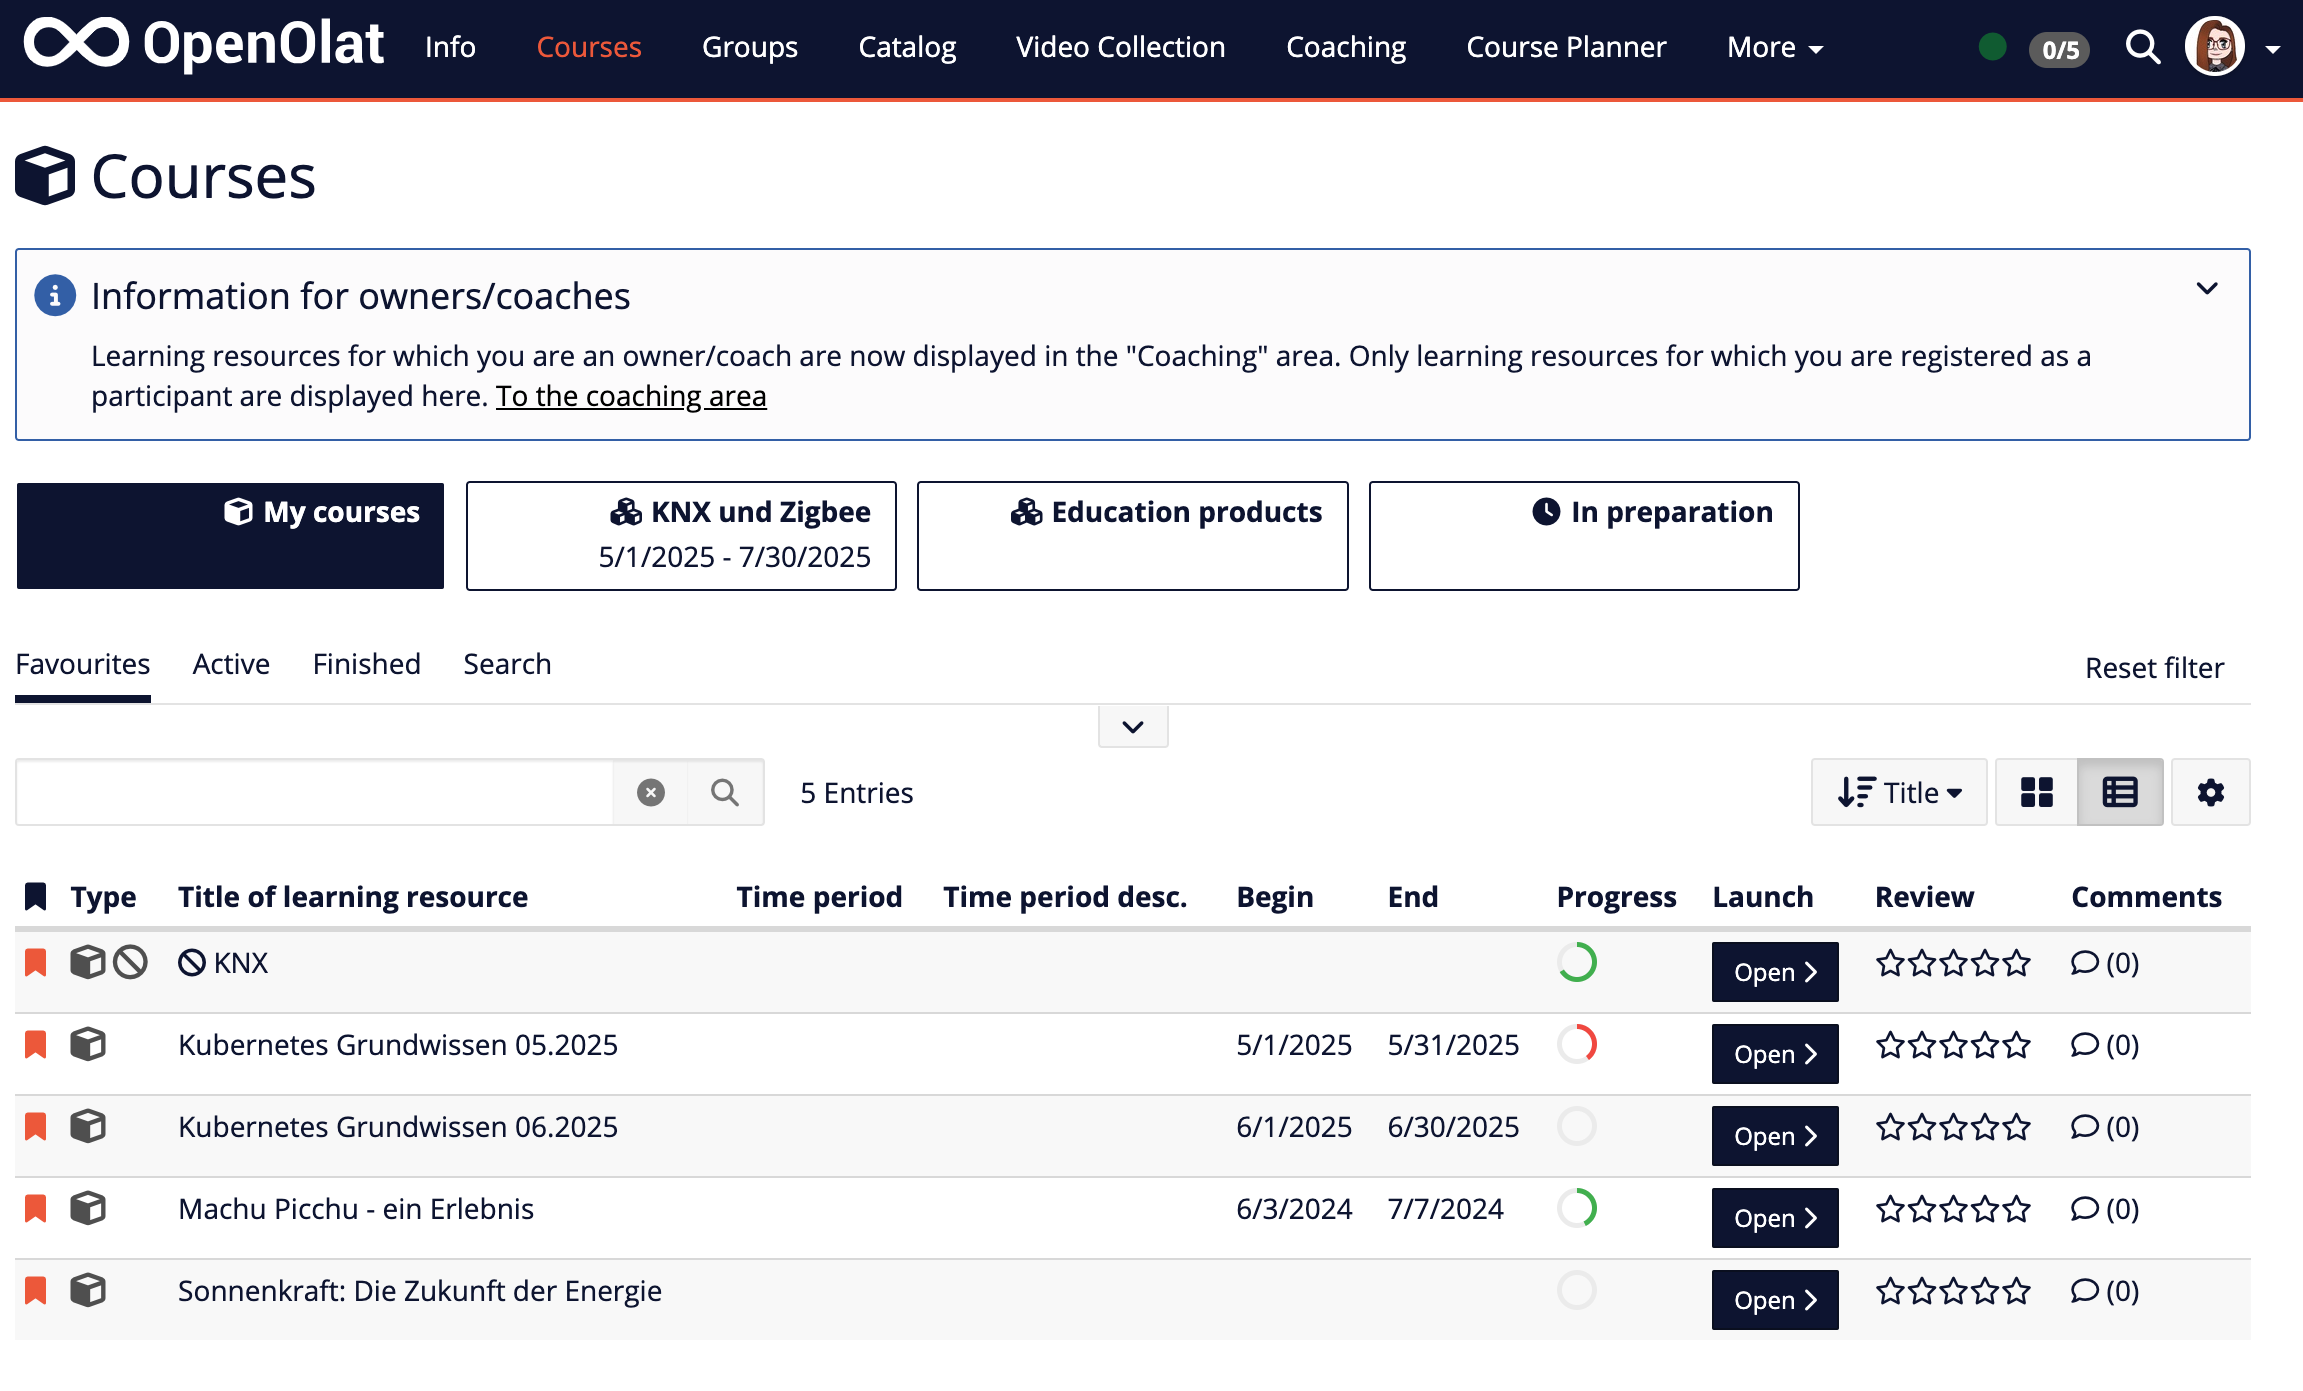 OpenOlat Info Courses Groups Catalog Video Collection Coaching Course Planner More 0/5
Courses
Information for owners/coaches
Learning resources for which you are an owner/coach are now displayed in the "Coaching" area. Only learning resources for which you are registered as a
participant are displayed here. To the coaching area
My courses KNX und Zigbee Education products In preparation
5/1/2025 - 7/30/2025
Favourites Active Finished Search Reset filter
5 Entries Title
Type Title of learning resource Time period Time period desc. Begin End Progress Launch Review Comments
KNX Open (0)
Kubernetes Grundwissen 05.2025 5/1/2025 5/31/2025 Open (0)
Kubernetes Grundwissen 06.2025 6/1/2025 6/30/2025 Open (0)
Machu Picchu - ein Erlebnis 6/3/2024 7/7/2024 Open (0)
Sonnenkraft: Die Zukunft der Energie Open (0)